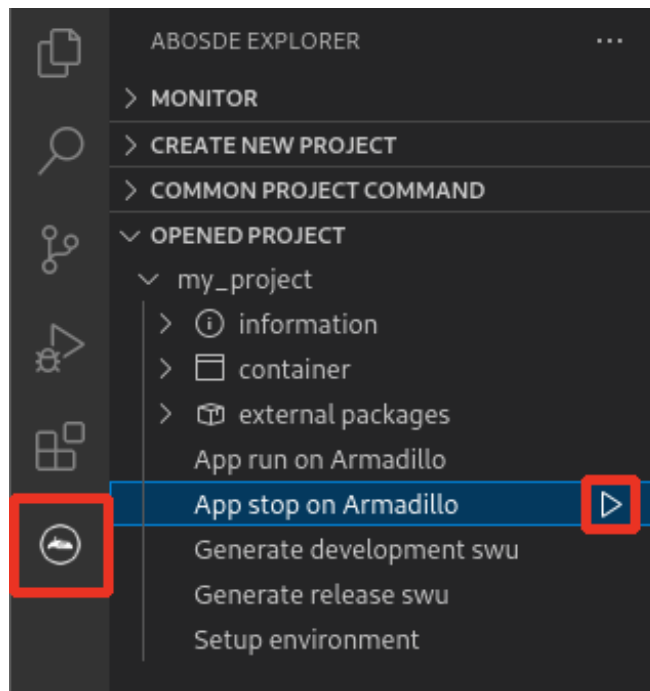 ABOSDE EXPLORER
MONITOR
CREATE NEW PROJECT
COMMON PROJECT COMMAND
OPENED PROJECT
my_project
information
container
external packages
App run on Armadillo
App stop on Armadillo
Generate development swu
Generate release swu
Setup environment